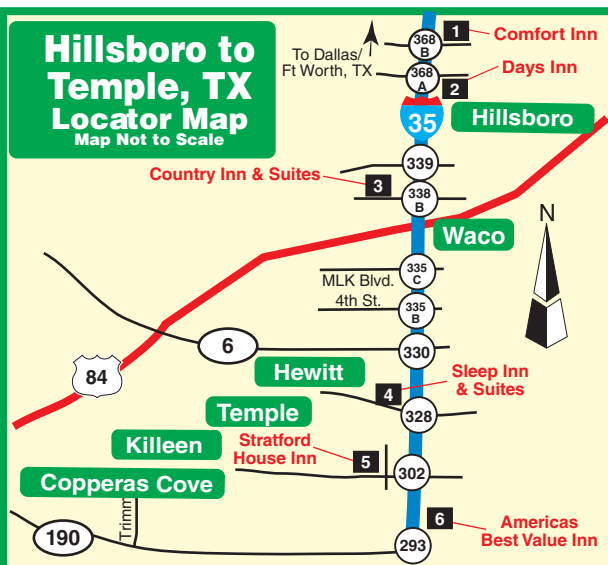 Hillsboro to
Temple, TX
Locator Map
Map Not to Scale
To Dallas/
Ft Worth, TX
368
B
1
Comfort Inn
368
A
2
Days Inn
35
Hillsboro
339
Country Inn & Suites
3
338
B
Waco
N
335
C
MLK Blvd.
4th St.
335
B
6
330
84
Hewitt
Sleep Inn
& Suites
4
Temple
328
Killeen
Stratford
House Inn
5
302
Copperas Cove
Trimm
190
293
6
Americas
Best Value Inn